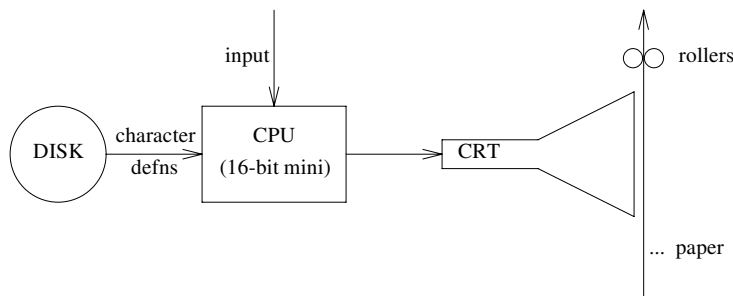 input
rollers
character
DISK
defns
CPU
(16-bit mini)
CRT
... paper